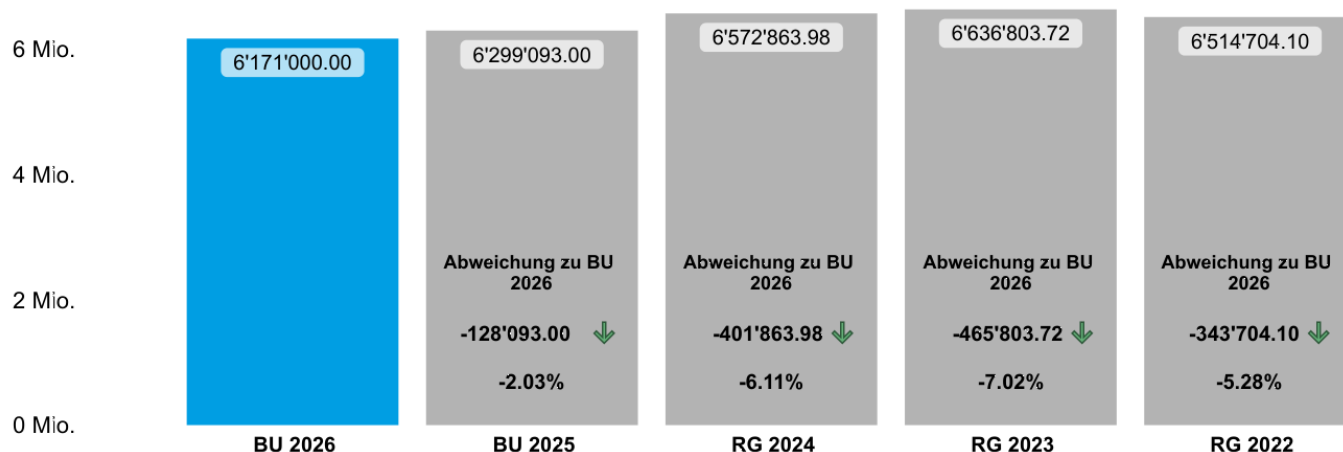 6 Mio.
4 Mio.
2 Mio.
0 Mio.
6'171'000.00
6'299'093.00
6'572'863.98
6'636'803.72
6'514'704.10
Abweichung zu BU
2026
-128'093.00
-2.03%
Abweichung zu BU
2026
-401'863.98
-6.11%
Abweichung zu BU
2026
-465'803.72
-7.02%
Abweichung zu BU
2026
-343'704.10
-5.28%
BU 2026
BU 2025
RG 2024
RG 2023
RG 2022